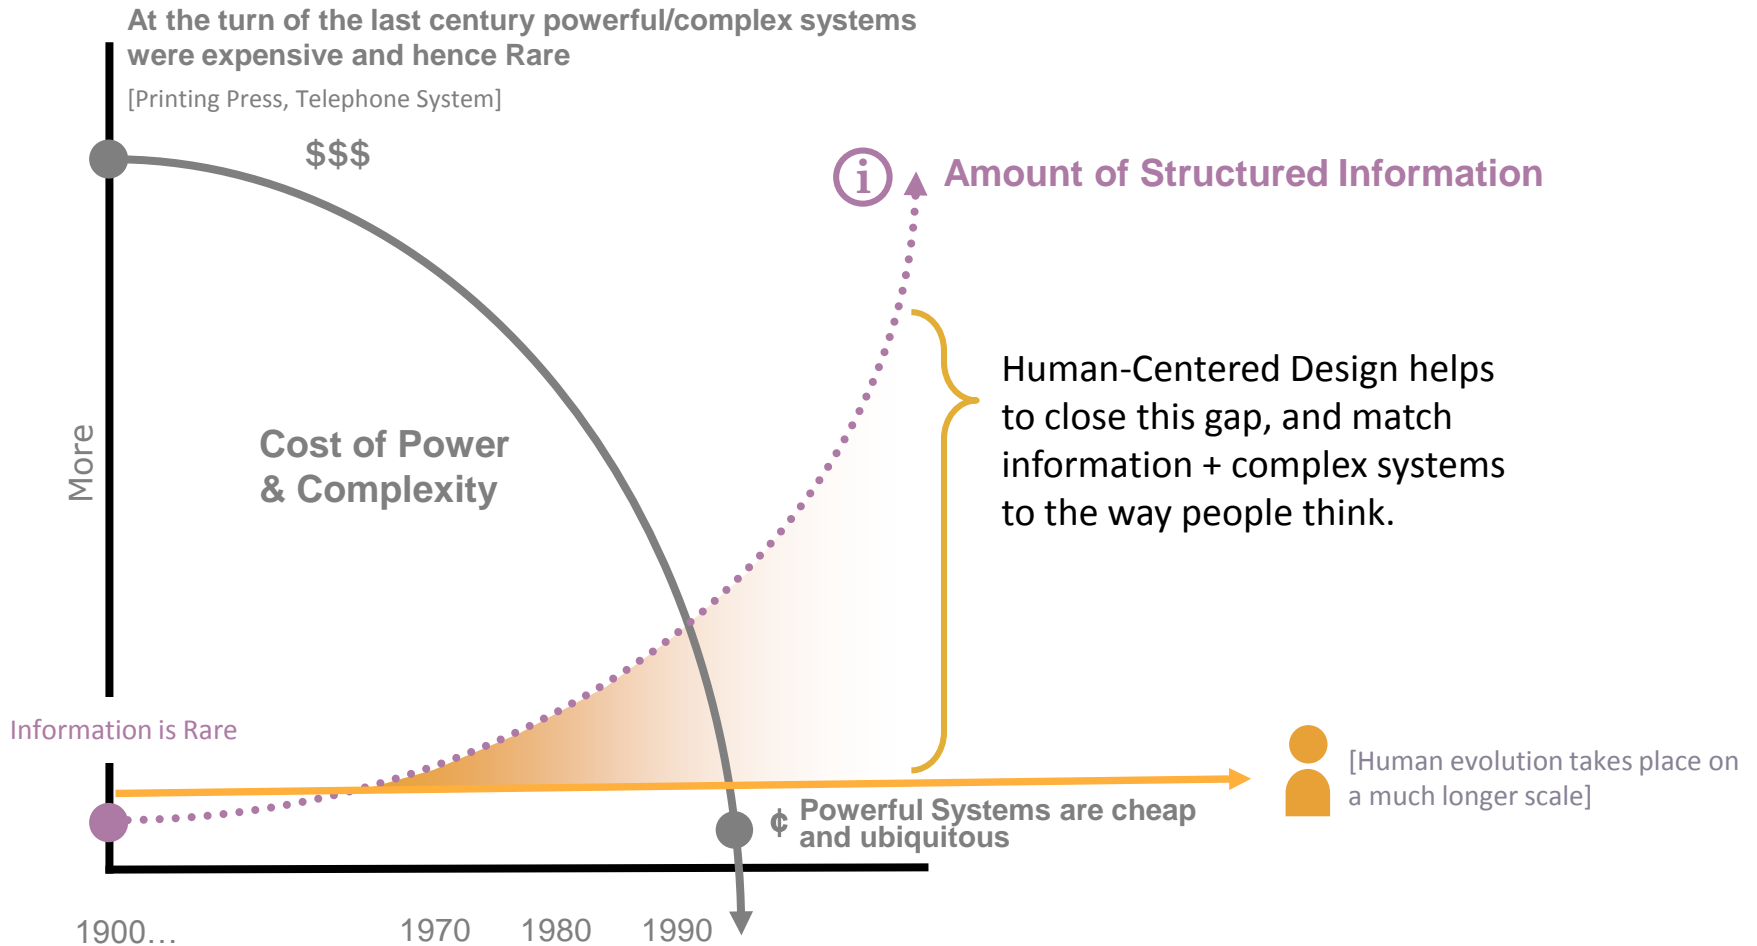 At the turn of the last century powerful/complex systems
were expensive and hence Rare
[Printing Press, Telephone System]
$$$
i
Amount of Structured Information
Human-Centered Design helps
to close this gap, and match
information + complex systems
to the way people think.
More
Cost of Power
& Complexity
Information is Rare
[Human evolution takes place on
a much longer scale]
¢ Powerful Systems are cheap
and ubiquitous
1900…
1970
1980
1990